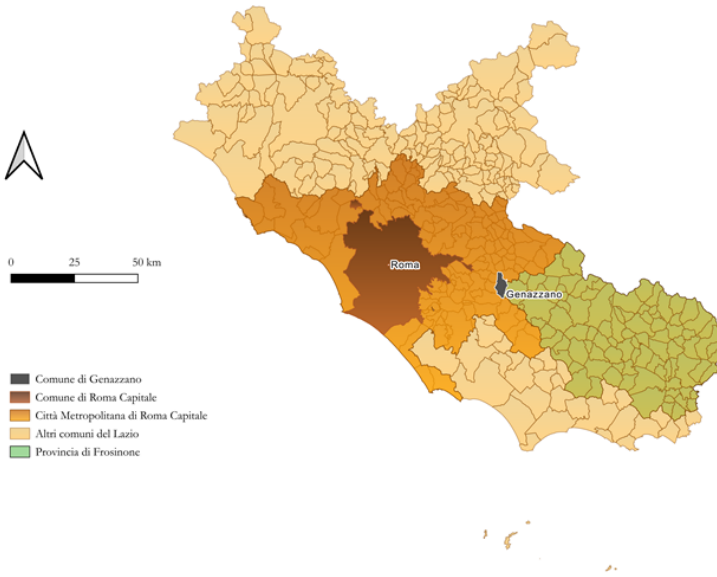 Roma
Genazzano
0 25 50 km
Comune di Genazzano
Comune di Roma Capitale
Città Metropolitana di Roma Capitale
Altri comuni del Lazio
Provincia di Frosinone